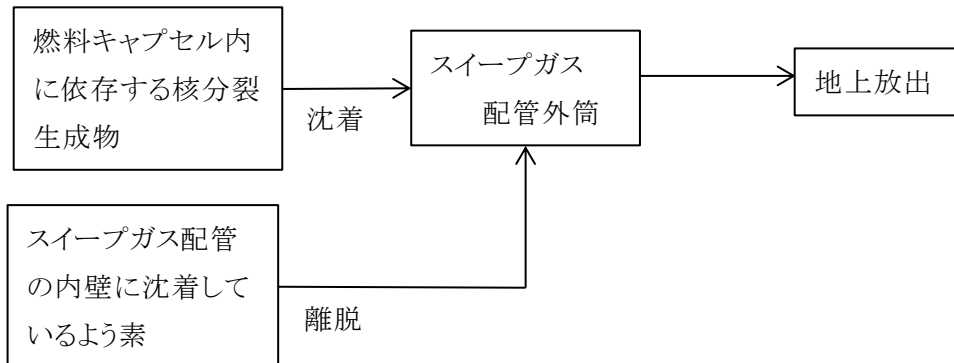 燃料キャプセル内
に依存する核分裂
生成物
沈着
スイープガス
配管外筒
地上放出
スイープガス配管
の内壁に沈着して
いるよう素
離脱